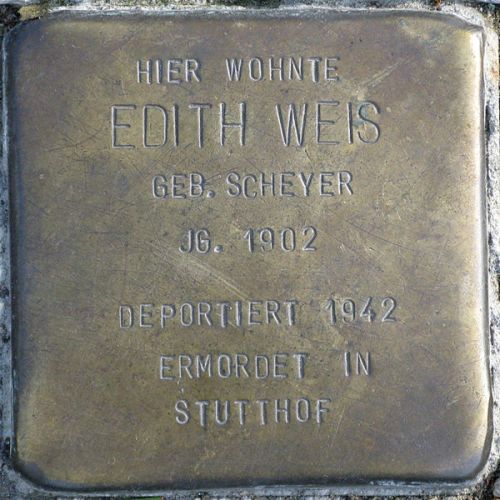 HIER WOHNTE
EDITH WEIS
GEB. SCHEYER
JG. 1902
DEPORTIERT 1942
ERMORDET IN
STUTTHOF